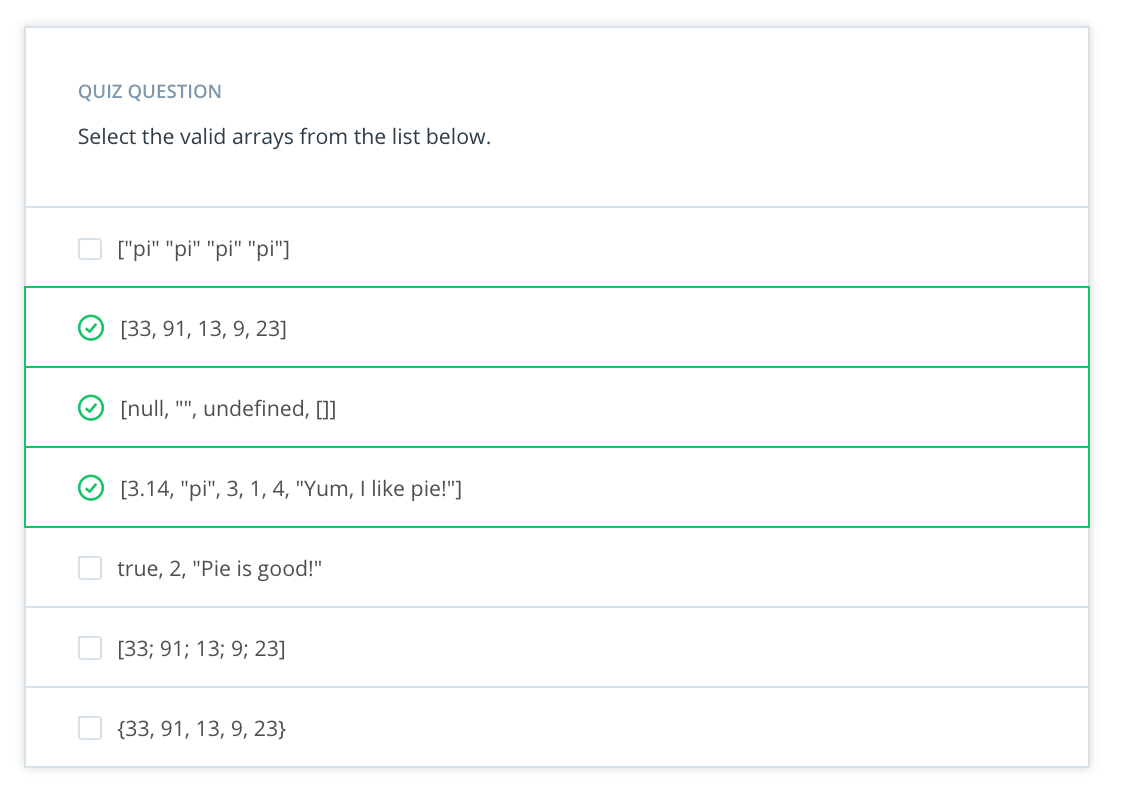 QUIZ QUESTION
Select the valid arrays from the list below.
["pi" "pi" "pi" "pi"]
[33, 91, 13, 9, 23]
[null, "", undefined, []]
[3.14, "pi", 3, 1, 4, "Yum, I like pie!"]
true, 2, "Pie is good!"
[33; 91; 13; 9; 23]
{33, 91, 13, 9, 23}